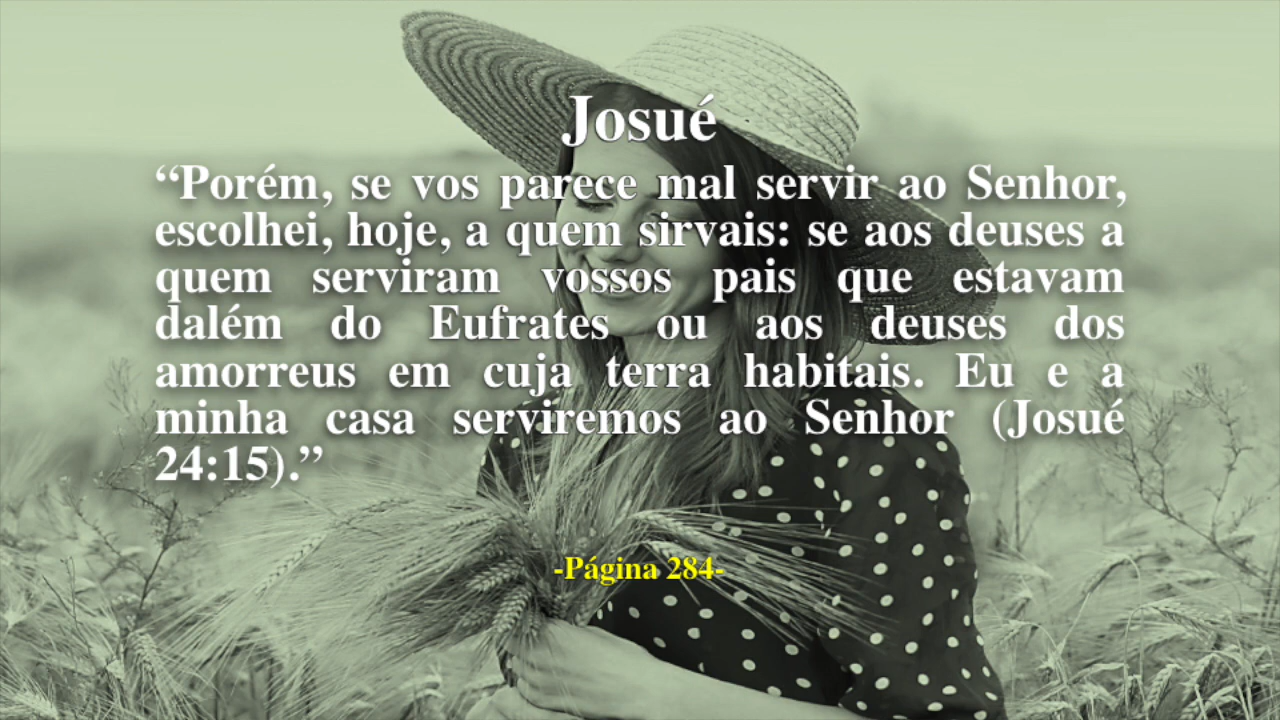 Josué
“Porém, se vos parece mal servir ao Senhor,
escolhei, hoje, a quem sirvais: se aos deuses a
quem serviram vossos pais que estavam
dalém do Eufrates ou aos deuses dos
amorreus em cuja terra habitais. Eu e a
minha casa serviremos ao Senhor (Josué
24:15).”
-Página 284-